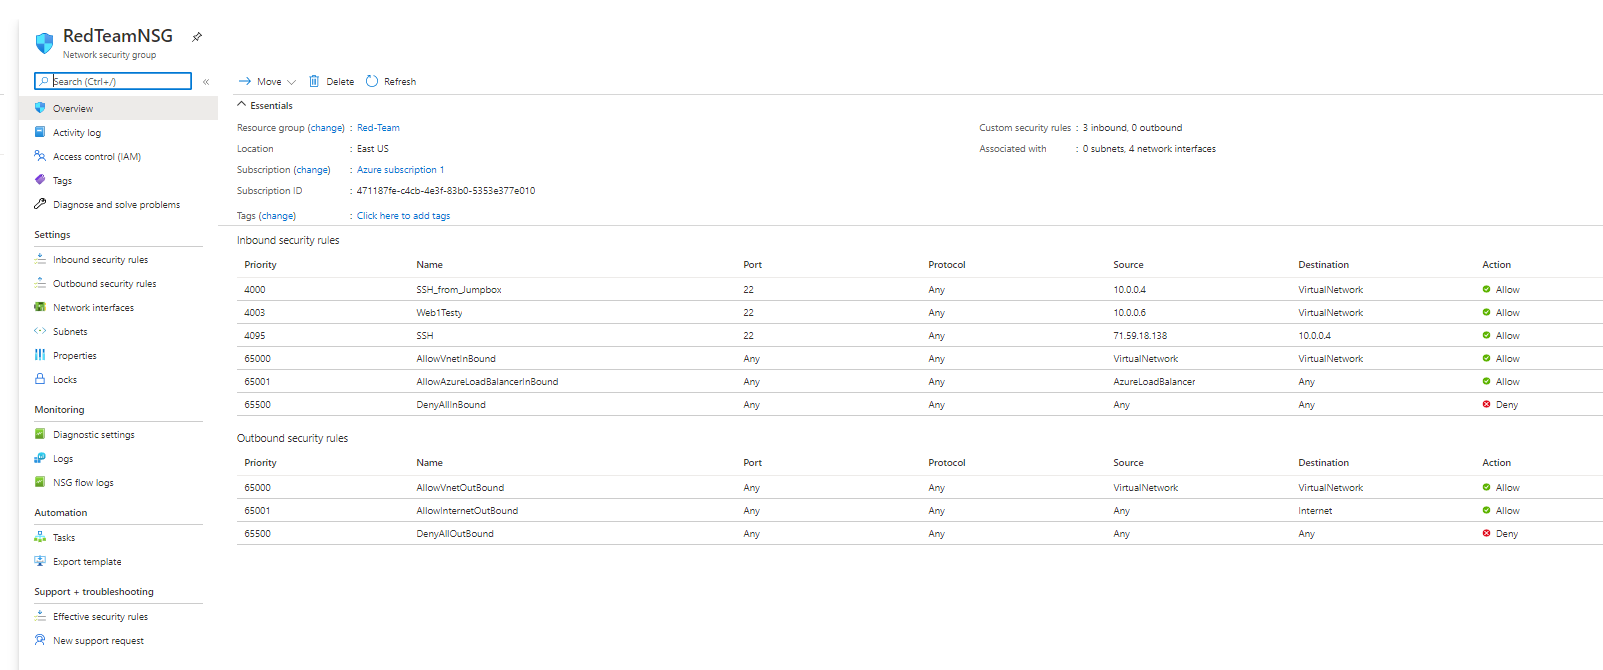 RedTeamNSG
Network security group
Search (Ctrl+/)
«
Move
Delete
Refresh
Overview
Activity log
Access control (IAM)
Tags
Diagnose and solve problems
Settings
Inbound security rules
Outbound security rules
Network interfaces
Subnets
Properties
Locks
Monitoring
Diagnostic settings
Logs
NSG flow logs
Automation
Tasks
Export template
Support + troubleshooting
Effective security rules
New support request
Essentials
Resource group (change) : Red-Team
Location : East US
Subscription (change) : Azure subscription 1
Subscription ID : 471187fe-c4cb-4e3f-83b0-5353e377e010
Tags (change) : Click here to add tags
Custom security rules : 3 inbound, 0 outbound
Associated with : 0 subnets, 4 network interfaces
Inbound security rules
Priority Name Port Protocol Source Destination Action
4000 SSH_from_Jumpbox 22 Any 10.0.0.4 VirtualNetwork Allow
4003 Web1Testy 22 Any 10.0.0.6 VirtualNetwork Allow
4095 SSH 22 Any 71.59.18.138 10.0.0.4 Allow
65000 AllowVnetInBound Any Any VirtualNetwork VirtualNetwork Allow
65001 AllowAzureLoadBalancerInBound Any Any AzureLoadBalancer Any Allow
65500 DenyAllInBound Any Any Any Any Deny
Outbound security rules
Priority Name Port Protocol Source Destination Action
65000 AllowVnetOutBound Any Any VirtualNetwork VirtualNetwork Allow
65001 AllowInternetOutBound Any Any Any Internet Allow
65500 DenyAllOutBound Any Any Any Any Deny